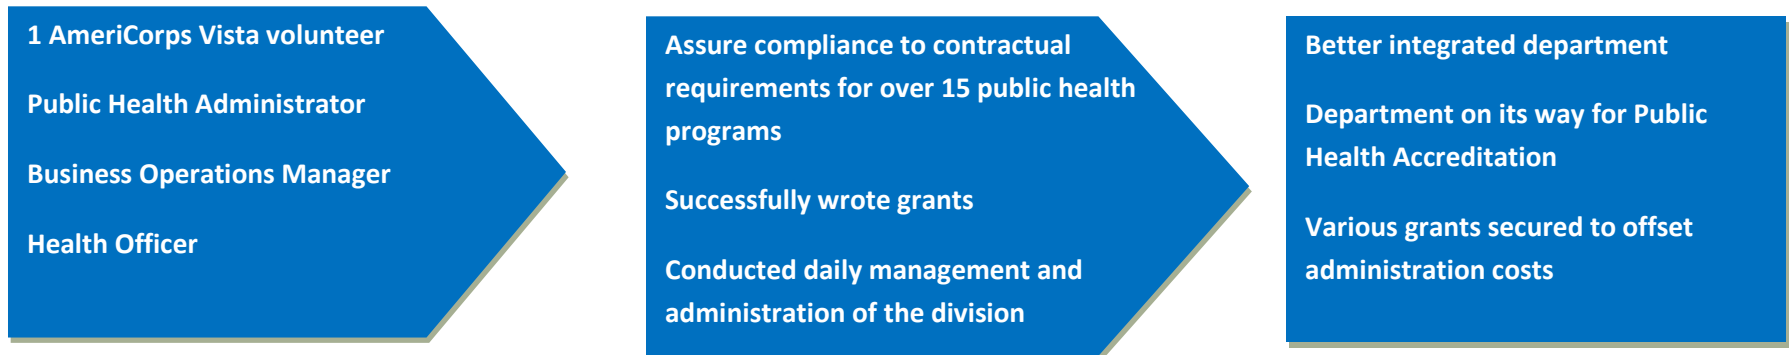 1 AmeriCorps Vista volunteer
Public Health Administrator
Business Operations Manager
Health Officer
Assure compliance to contractual
requirements for over 15 public health
programs
Successfully wrote grants
Conducted daily management and
administration of the division
Better integrated department
Department on its way for Public
Health Accreditation
Various grants secured to offset
administration costs